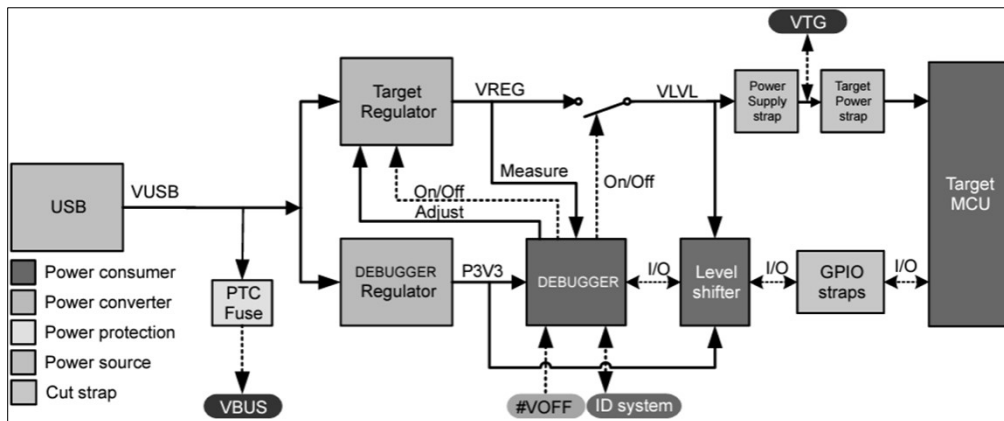 VTG
Target
Regulator
VREG
VLVL
Power
Supply
strap
Target
Power
strap
Target
MCU
USB
VUSB
Measure
On/Off
On/Off
Adjust
DEBUGGER
Regulator
P3V3
DEBUGGER
I/O
Level
shifter
I/O
GPIO
straps
I/O
PTC
Fuse
VBUS
#VOFF
ID system
Power consumer
Power converter
Power protection
Power source
Cut strap